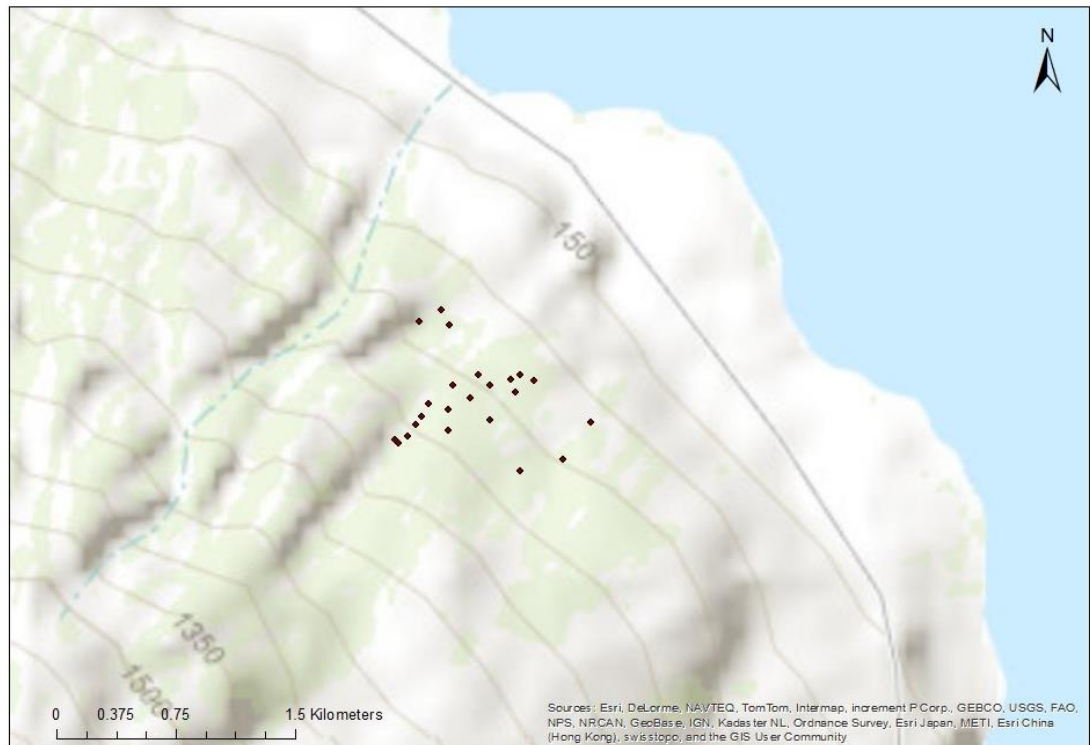 N
150
1350
1500
0 0.375 0.75 1.5 Kilometers
Sources: Esri, DeLorme, NAVTEQ, TomTom, Intermap, increment P Corp., GEBCO, USGS, FAO,
NPS, NRCAN, GeoBase, IGN, Kadaster NL, Ordnance Survey, Esri Japan, METI, Esri China
(Hong Kong), swisstopo, and the GIS User Community